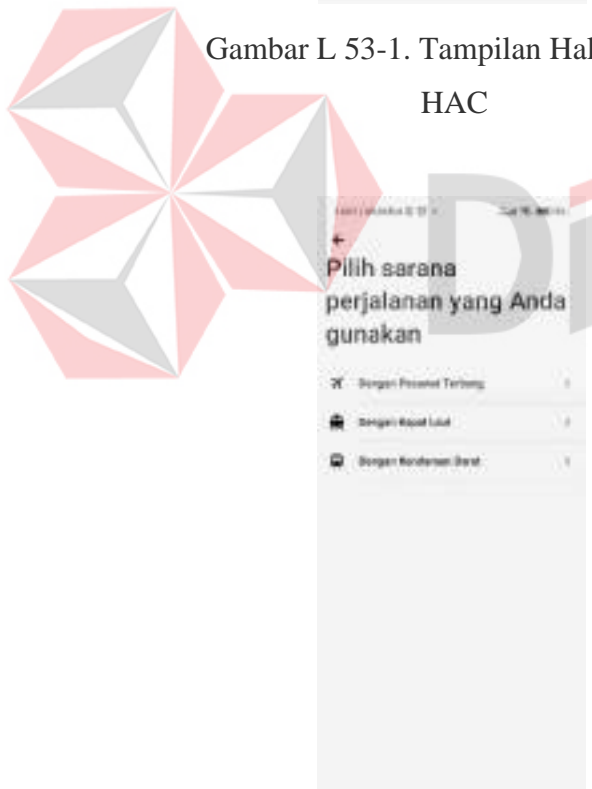 Gambar L 53-1. Tampilan Hal
HAC
Di
Pilih sarana
perjalanan yang Anda
gunakan
Dengan Pesawat Terbang
Dengan Kapal Laut
Dengan Kendaraan Darat